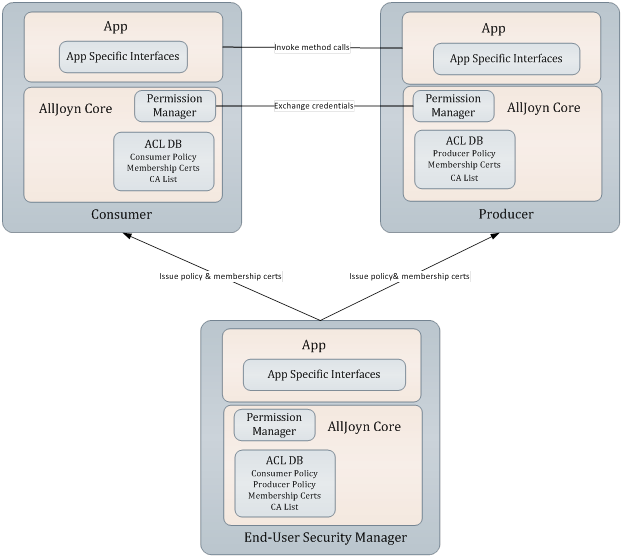 App
App Specific Interfaces
AllJoyn Core
Permission
Manager
ACL DB
Consumer Policy
Membership Certs
CA List
Consumer
Invoke method calls
Exchange credentials
App
App Specific Interfaces
Permission
Manager
AllJoyn Core
ACL DB
Producer Policy
Membership Certs
CA List
Producer
Issue policy & membership certs
Issue policy& membership certs
App
App Specific Interfaces
Permission
Manager
AllJoyn Core
ACL DB
Consumer Policy
Producer Policy
Membership Certs
CA List
End-User Security Manager